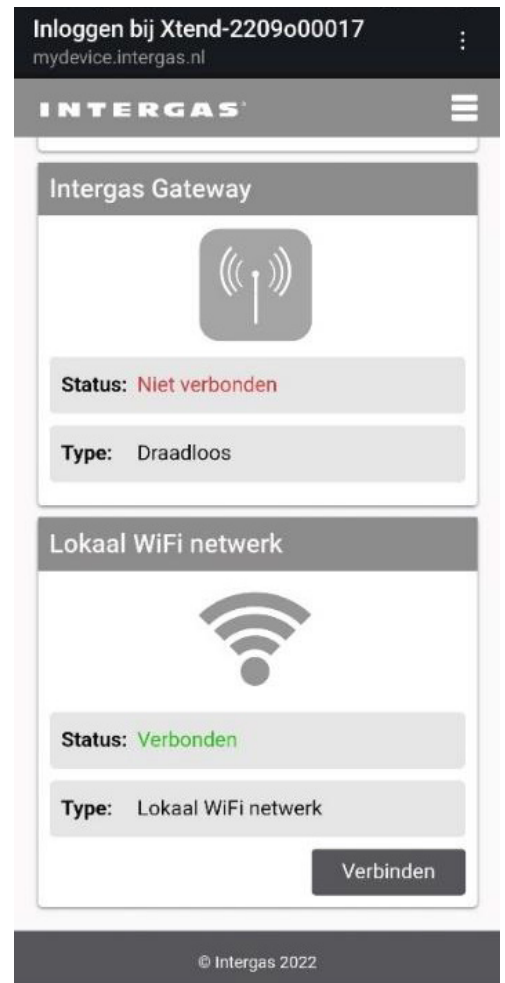 Inloggen bij Xtend-2209o00017
mydevice.intergas.nl
INTERGAS
Intergas Gateway
Status: Niet verbonden
Type: Draadloos
Lokaal WiFi netwerk
Status: Verbonden
Type: Lokaal WiFi netwerk
Verbinden
© Intergas 2022